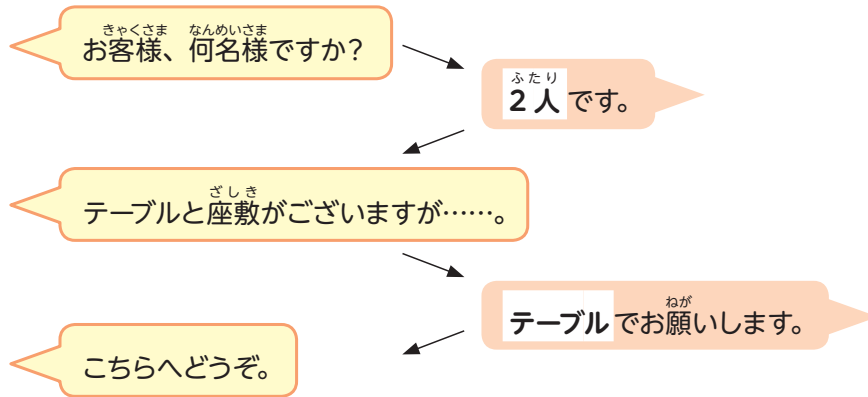 きゃくさま なんめいさま
お客様、何名様ですか？
ふたり
2人です。
ざしき
テーブルと座敷がございますが……。
ねが
テーブルでお願いします。
こちらへどうぞ。